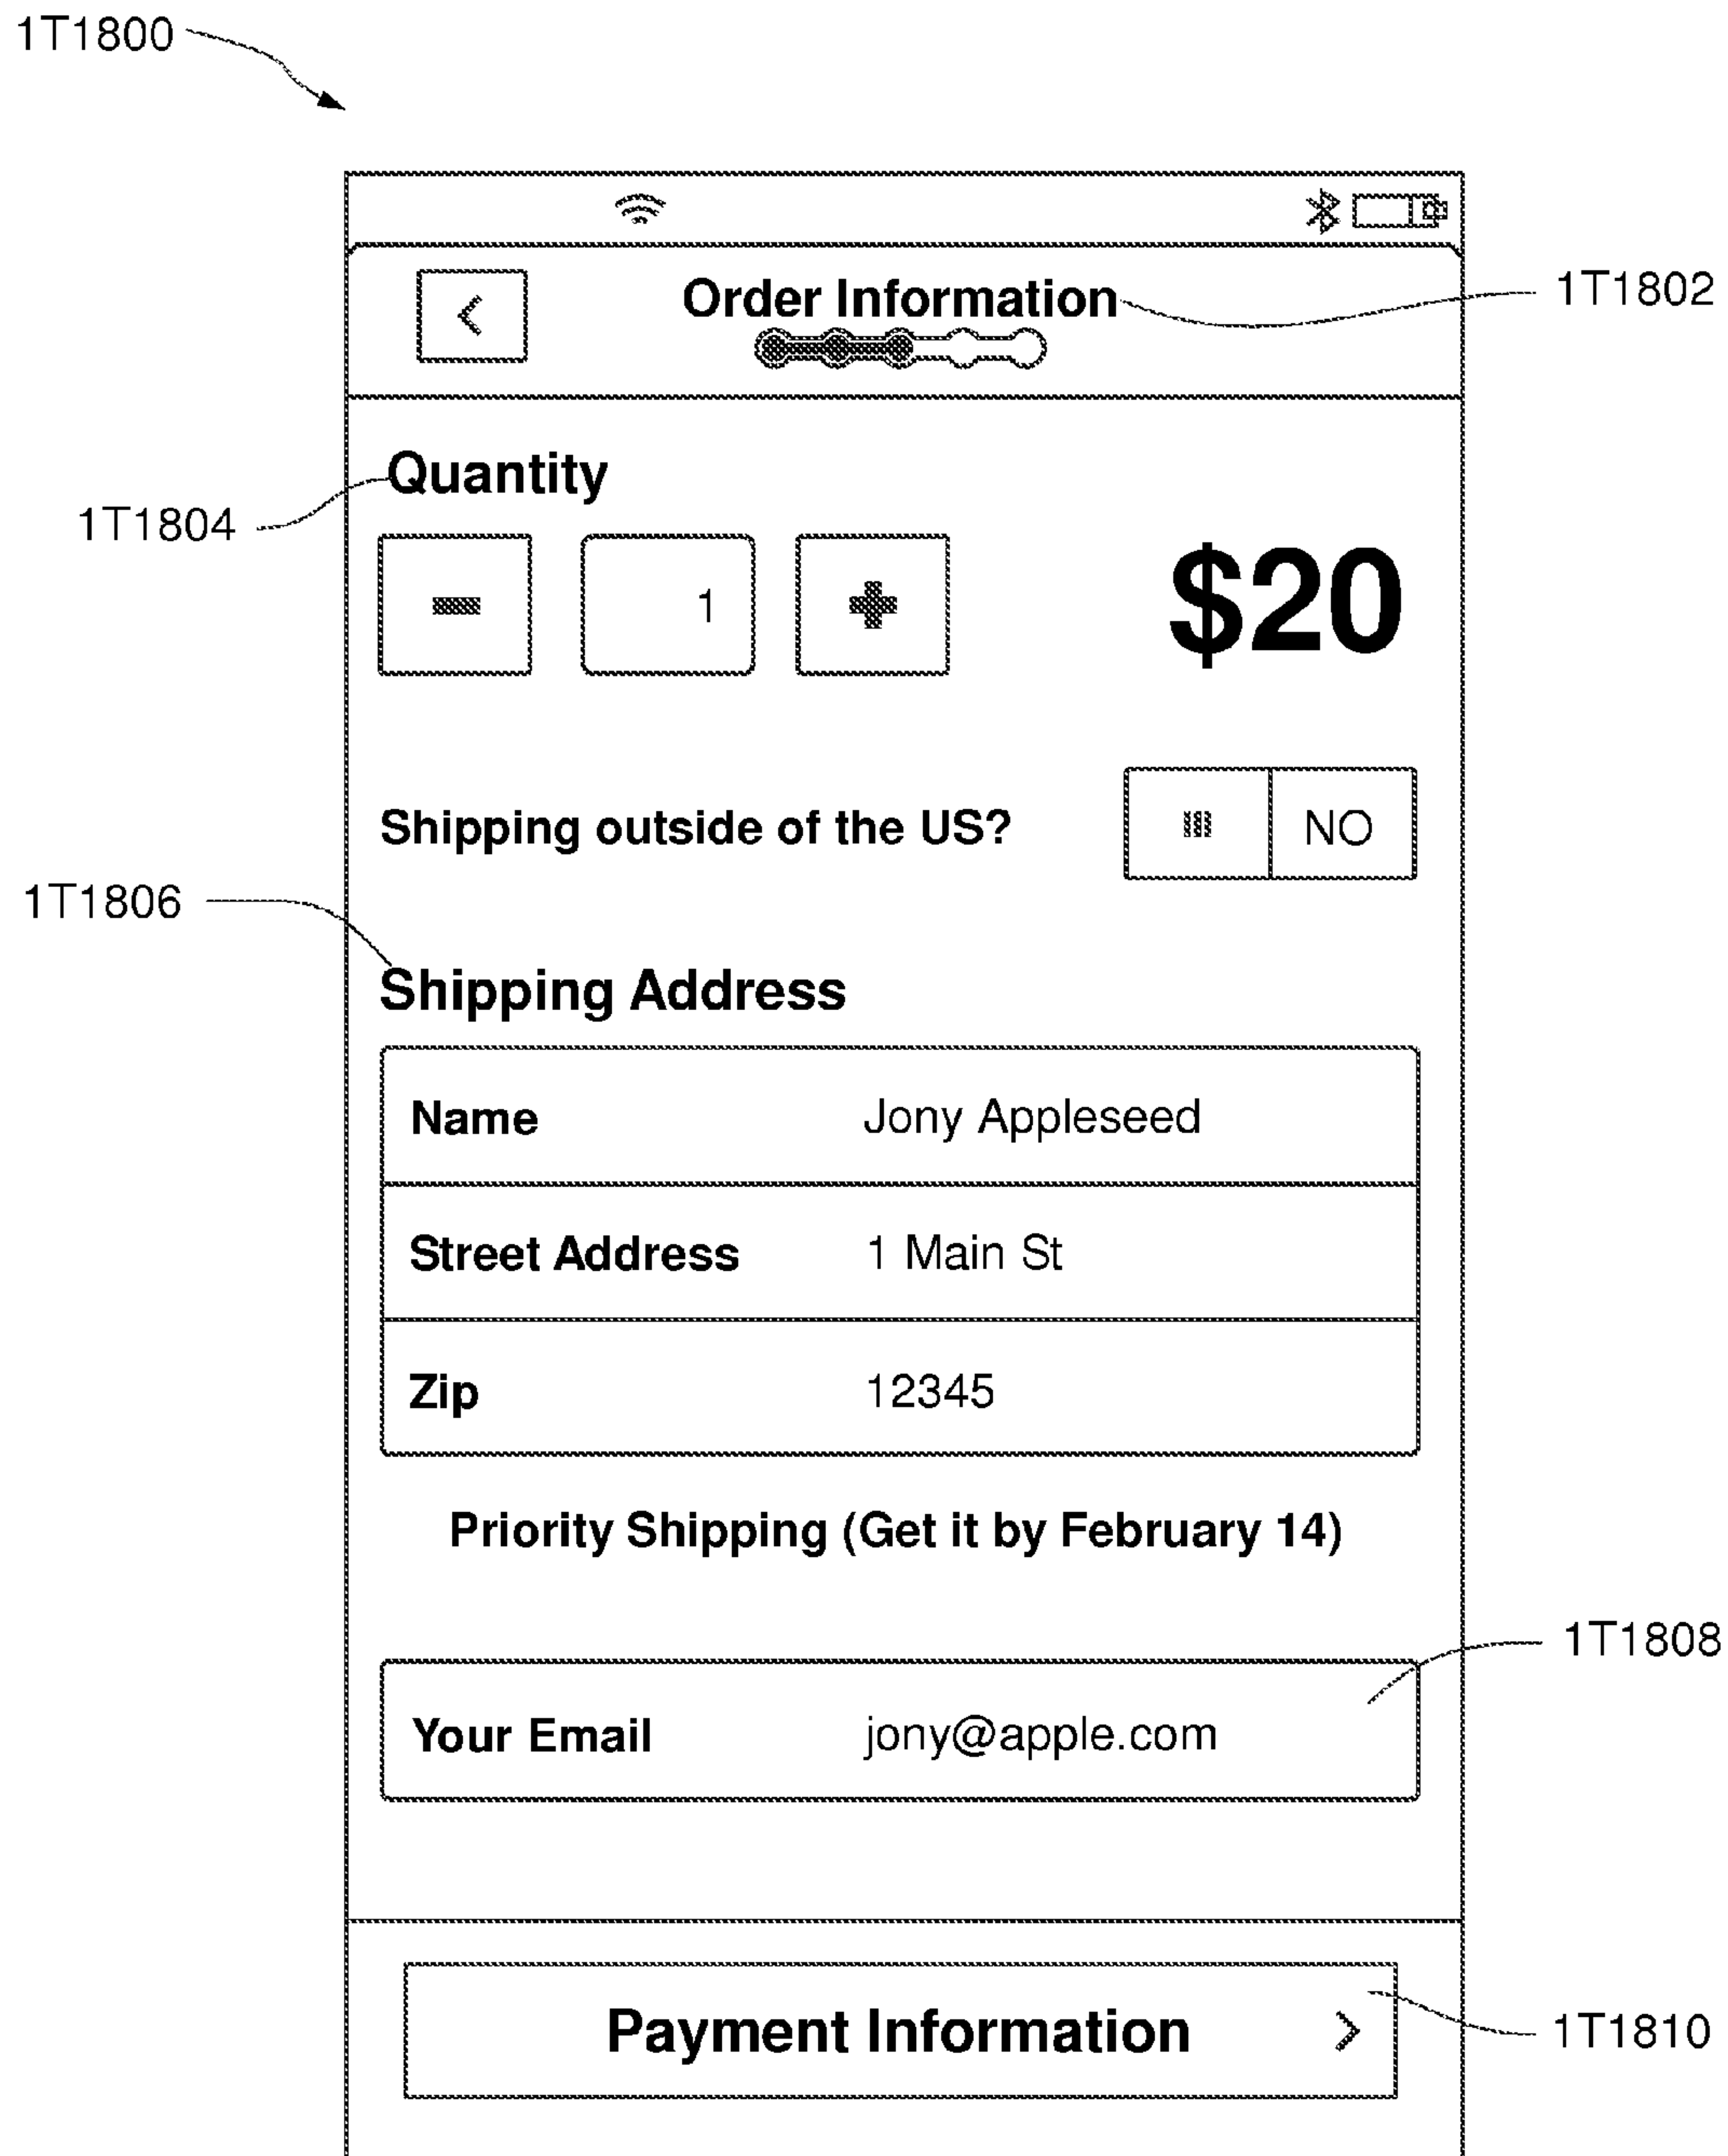 1T1800
Order Information
1T1802
Quantity
1T1804
1
$20
Shipping outside of the US?
NO
1T1806
Shipping Address
Name Jony Appleseed
Street Address 1 Main St
Zip 12345
Priority Shipping (Get it by February 14)
1T1808
Your Email jony@apple.com
Payment Information
1T1810